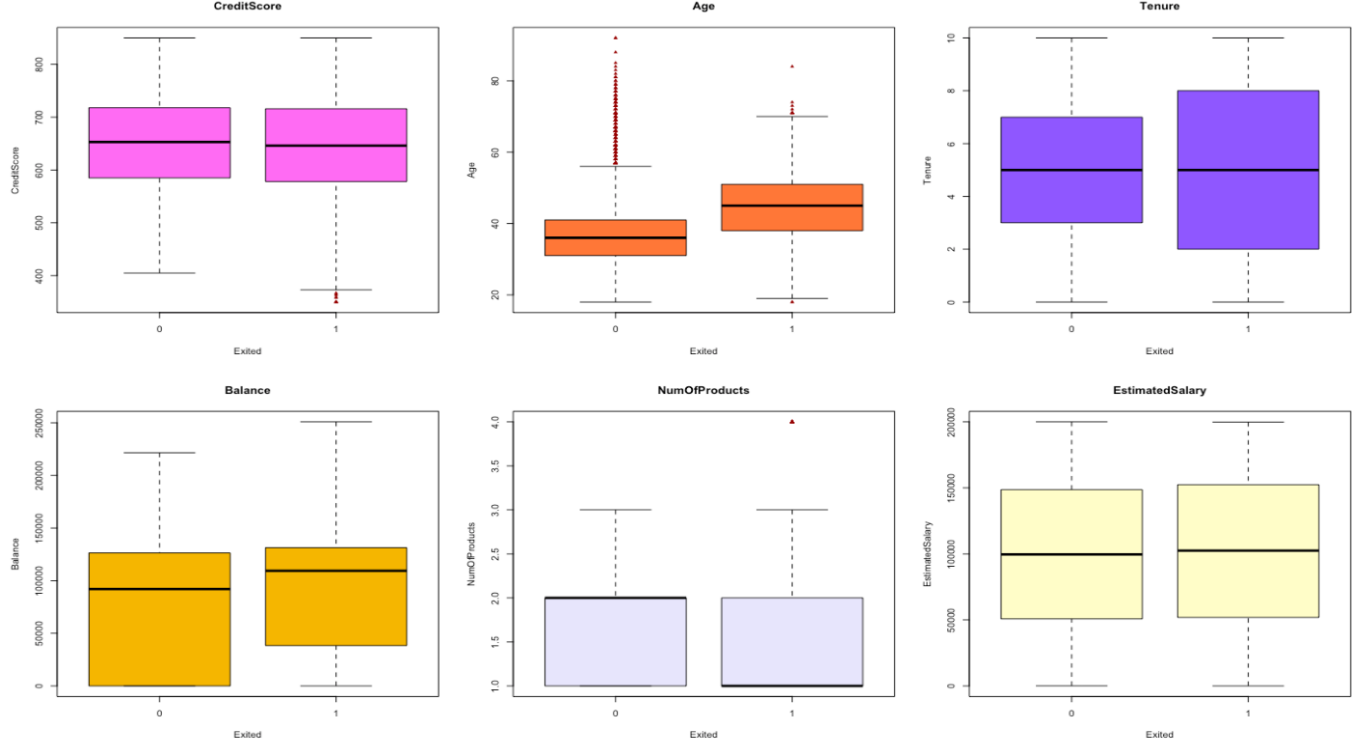 CreditScore
CreditScore
800
700
600
500
400
0 1
Exited
Age
Age
80
60
40
20
0 1
Exited
Tenure
Tenure
10
8
6
4
2
0
0 1
Exited
Balance
Balance
250000
200000
150000
100000
50000
0
0 1
Exited
NumOfProducts
NumOfProducts
4.0
3.5
3.0
2.5
2.0
1.5
1.0
0 1
Exited
EstimatedSalary
EstimatedSalary
200000
150000
100000
50000
0
0 1
Exited